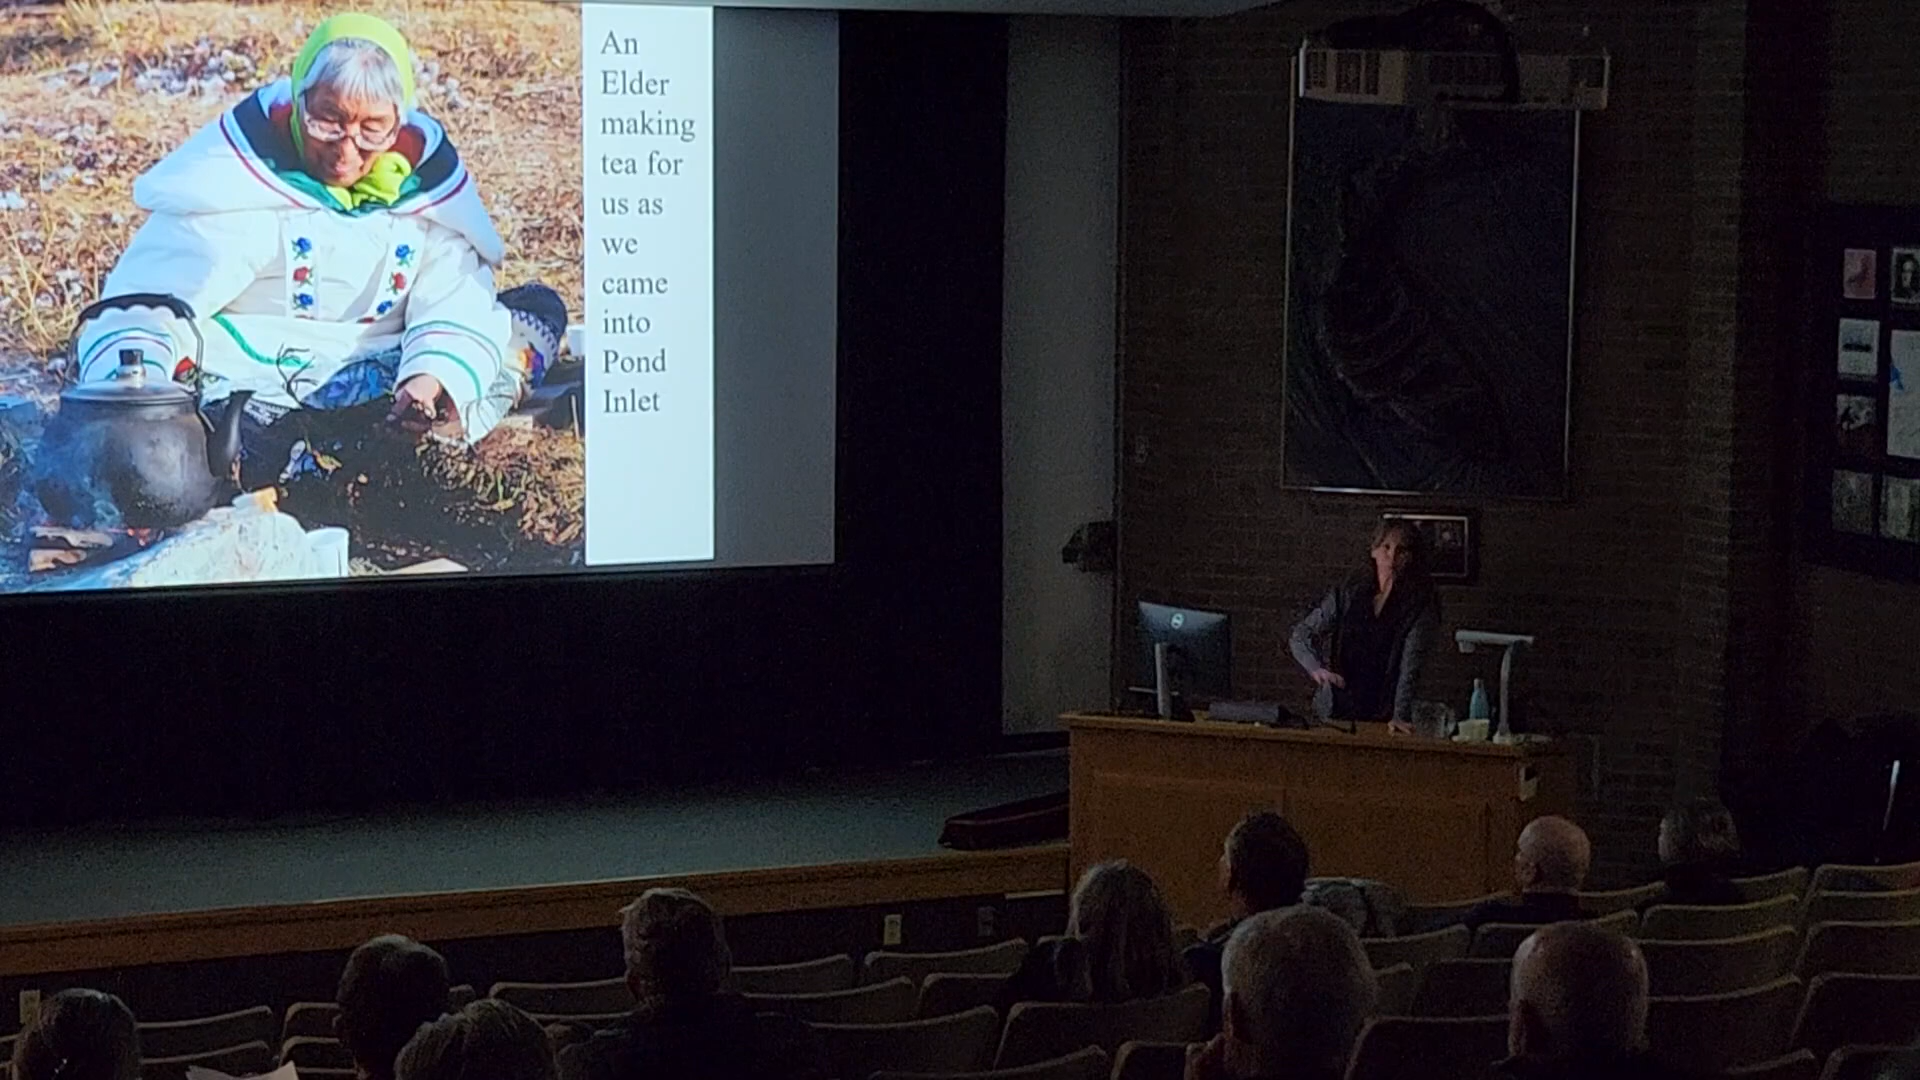 An
Elder
making
tea for
us as
we
came
into
Pond
Inlet